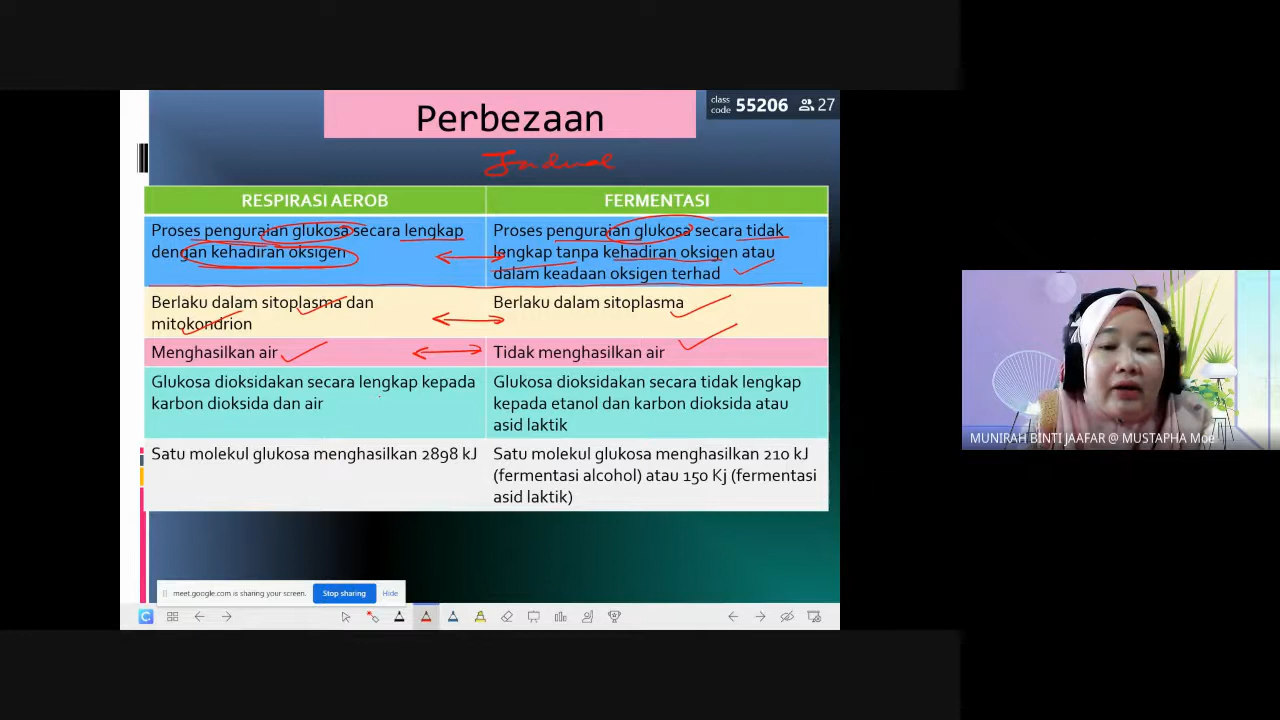 Perbezaan
class code 55206 27
Jadual
RESPIRASI AEROB
FERMENTASI
Proses penguraian glukosa secara lengkap
dengan kehadiran oksigen
Proses penguraian glukosa secara tidak
lengkap tanpa kehadiran oksigen atau
dalam keadaan oksigen terhad
Berlaku dalam sitoplasma dan
mitokondrion
Berlaku dalam sitoplasma
Menghasilkan air
Tidak menghasilkan air
Glukosa dioksidakan secara lengkap kepada
karbon dioksida dan air
Glukosa dioksidakan secara tidak lengkap
kepada etanol dan karbon dioksida atau
asid laktik
Satu molekul glukosa menghasilkan 2898 kJ
Satu molekul glukosa menghasilkan 210 kJ
(fermentasi alcohol) atau 150 Kj (fermentasi
asid laktik)
MUNIRAH BINTI JAAFAR @ MUSTAPHA Moe
meet.google.com is sharing your screen.
Stop sharing
Hide